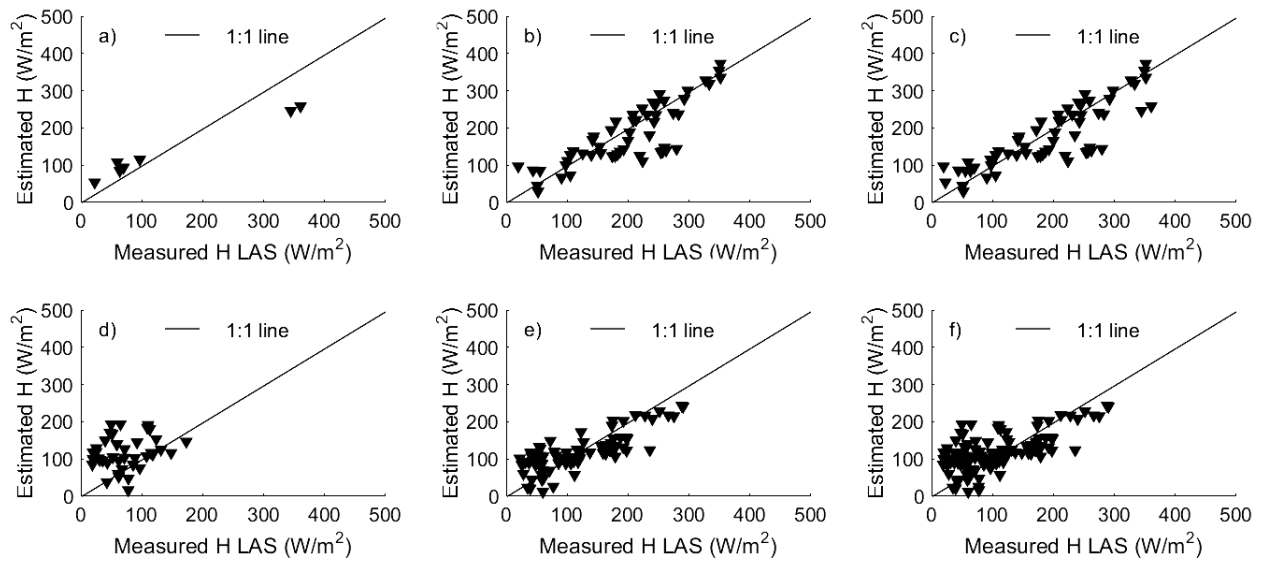 a) 1:1 line
Estimated H (W/m²)
500
400
300
200
100
0
0 100 200 300 400 500
Measured H LAS (W/m²)
b) 1:1 line
Estimated H (W/m²)
500
400
300
200
100
0
0 100 200 300 400 500
Measured H LAS (W/m²)
c) 1:1 line
Estimated H (W/m²)
500
400
300
200
100
0
0 100 200 300 400 500
Measured H LAS (W/m²)
d) 1:1 line
Estimated H (W/m²)
500
400
300
200
100
0
0 100 200 300 400 500
Measured H LAS (W/m²)
e) 1:1 line
Estimated H (W/m²)
500
400
300
200
100
0
0 100 200 300 400 500
Measured H LAS (W/m²)
f) 1:1 line
Estimated H (W/m²)
500
400
300
200
100
0
0 100 200 300 400 500
Measured H LAS (W/m²)